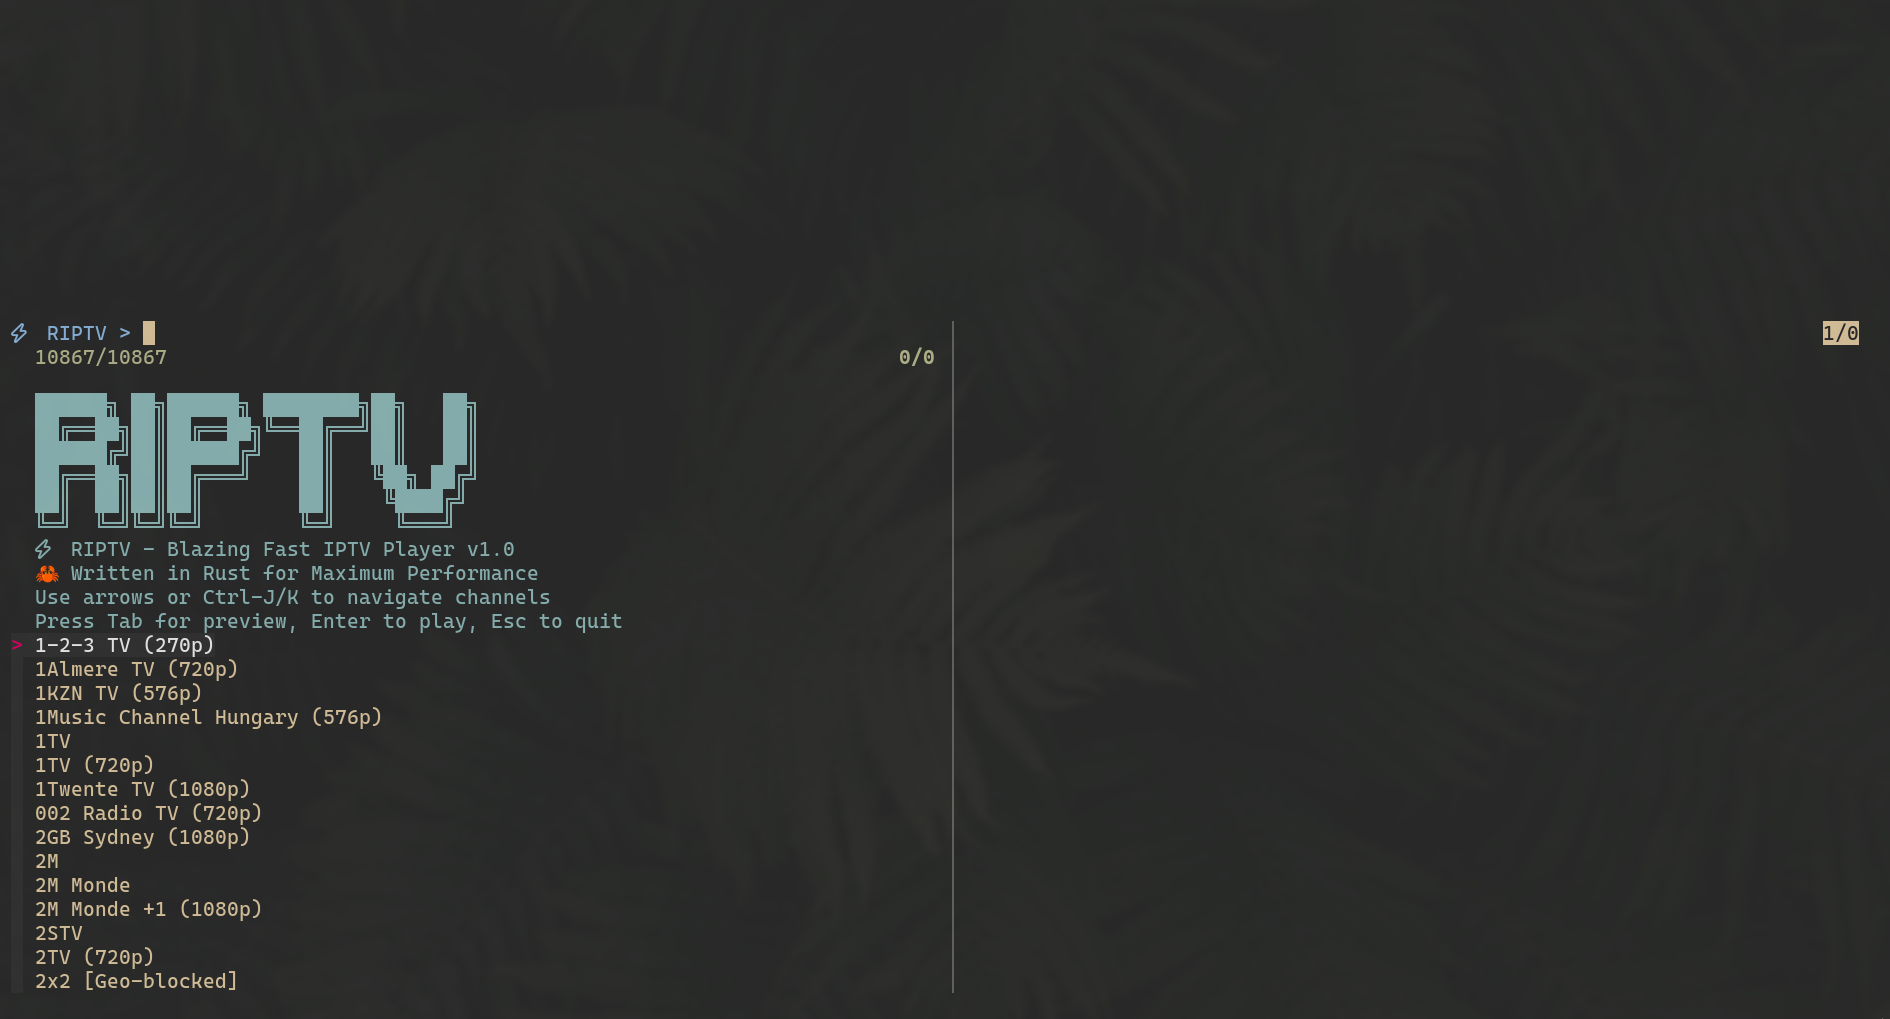 ⚡ RIPTV >
1/0
10867/10867 0/0
RIPTV
⚡ RIPTV - Blazing Fast IPTV Player v1.0
🦀 Written in Rust for Maximum Performance
Use arrows or Ctrl-J/K to navigate channels
Press Tab for preview, Enter to play, Esc to quit
> 1-2-3 TV (270p)
1Almere TV (720p)
1KZN TV (576p)
1Music Channel Hungary (576p)
1TV
1TV (720p)
1Twente TV (1080p)
002 Radio TV (720p)
2GB Sydney (1080p)
2M
2M Monde
2M Monde +1 (1080p)
2STV
2TV (720p)
2x2 [Geo-blocked]